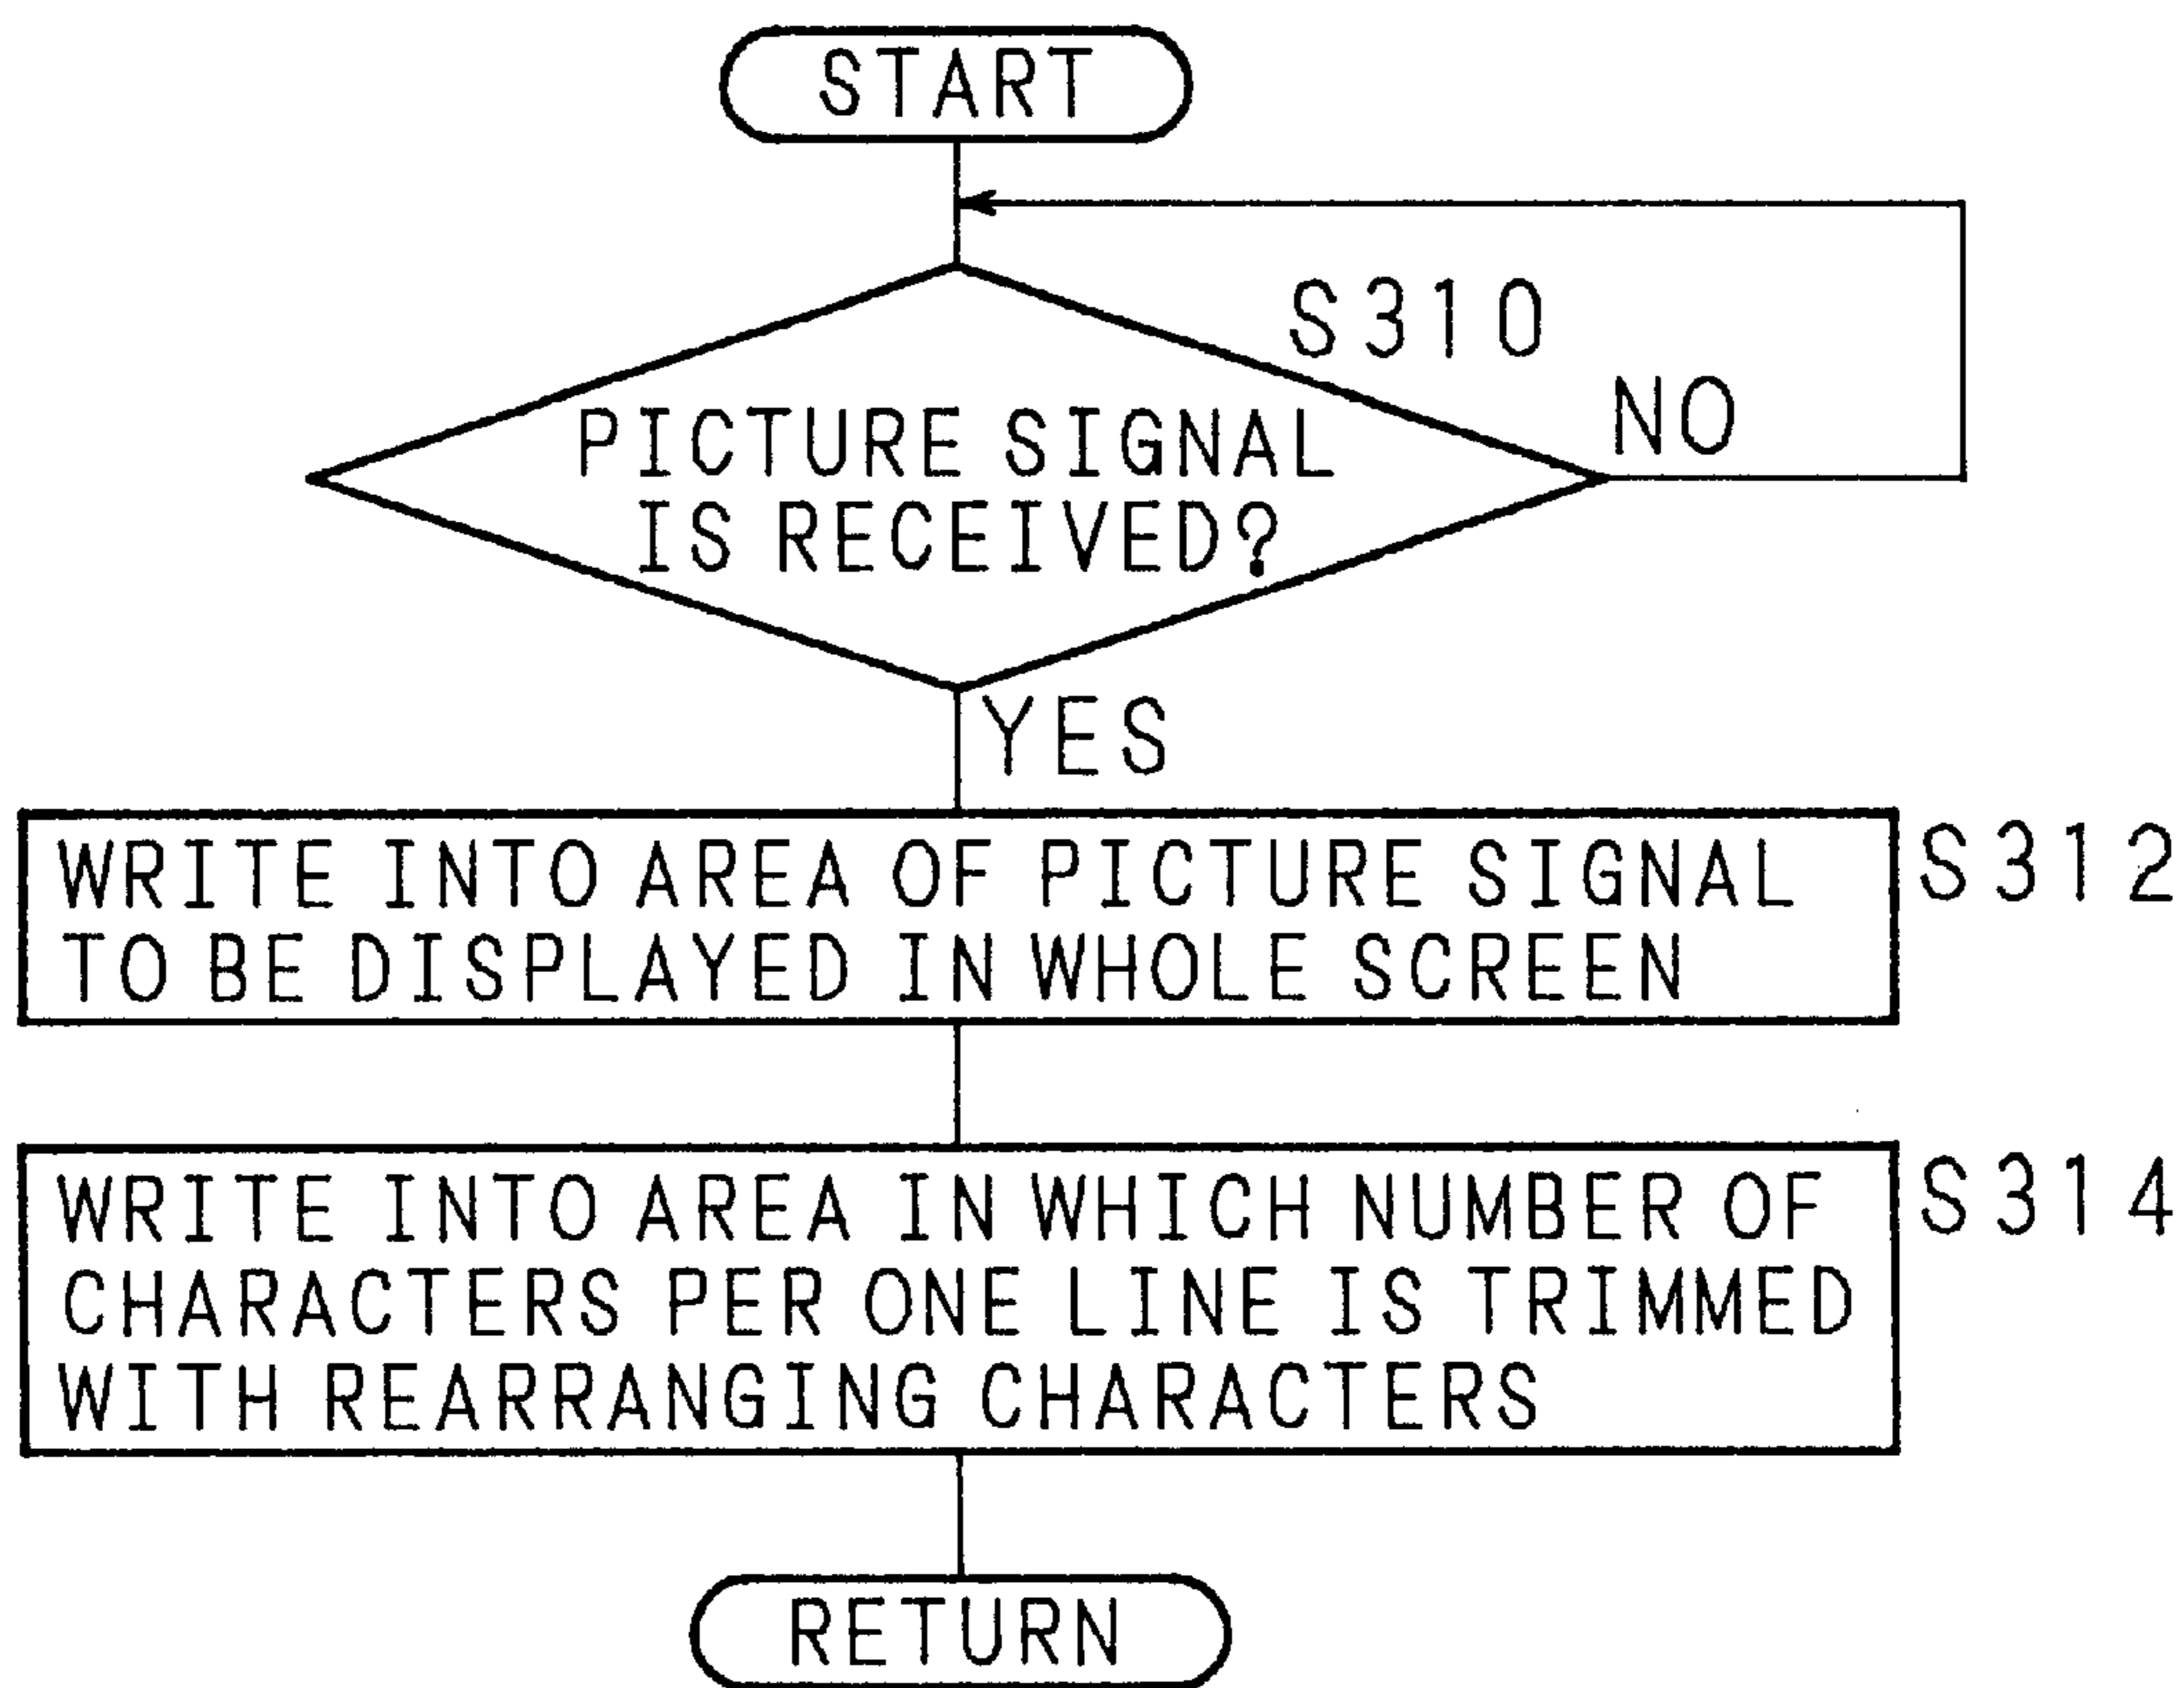 START
S310
NO
PICTURE SIGNAL
IS RECEIVED?
YES
WRITE INTO AREA OF PICTURE SIGNAL
TO BE DISPLAYED IN WHOLE SCREEN
S312
WRITE INTO AREA IN WHICH NUMBER OF
CHARACTERS PER ONE LINE IS TRIMMED
WITH REARRANGING CHARACTERS
S314
RETURN